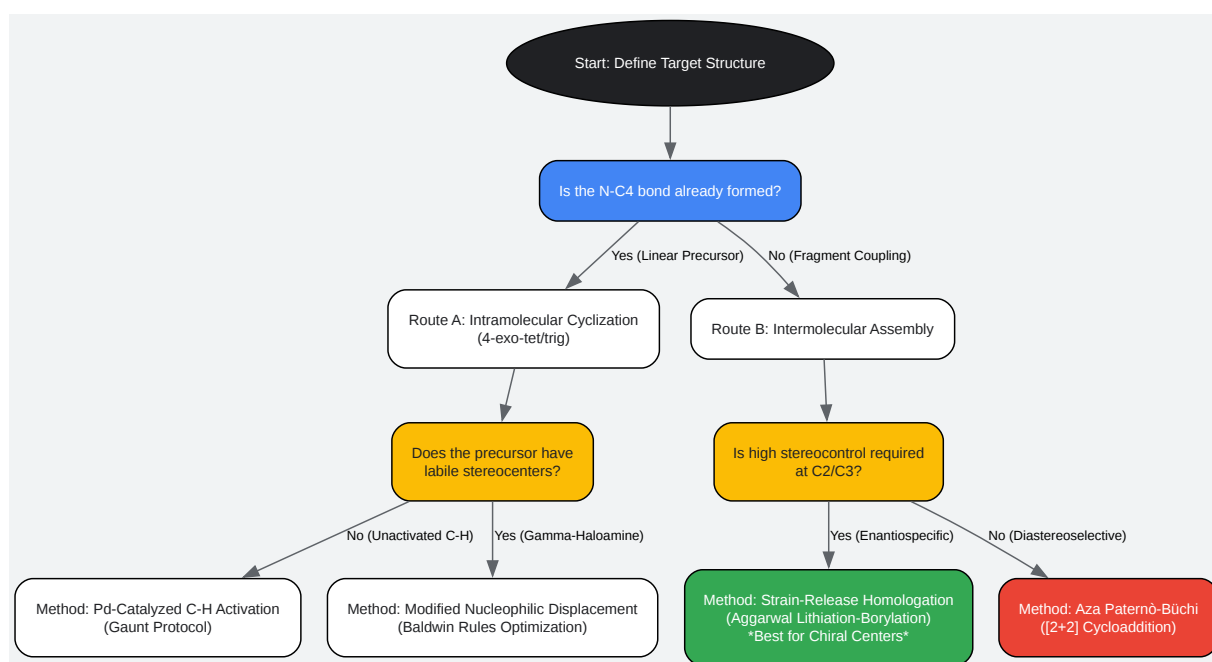 Start: Define Target Structure
Is the N-C4 bond already formed?
Yes (Linear Precursor)
No (Fragment Coupling)
Route A: Intramolecular Cyclization
(4-exo-tet/trig)
Route B: Intermolecular Assembly
Does the precursor have
labile stereocenters?
Is high stereocontrol required
at C2/C3?
No (Unactivated C-H)
Yes (Gamma-Haloamine)
Yes (Enantiospecific)
No (Diastereoselective)
Method: Pd-Catalyzed C-H Activation
(Gaunt Protocol)
Method: Modified Nucleophilic Displacement
(Baldwin Rules Optimization)
Method: Strain-Release Homologation
(Aggarwal Lithiation-Borylation)
*Best for Chiral Centers*
Method: Aza Paternò-Büchi
([2+2] Cycloaddition)